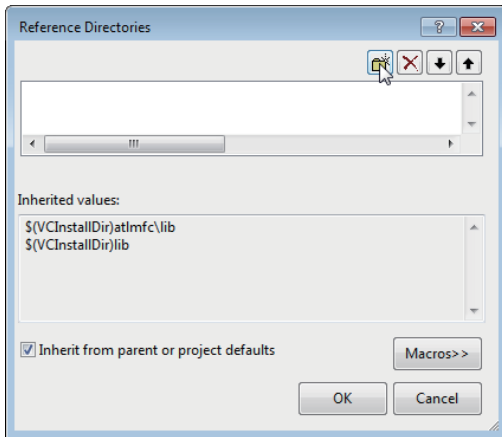 Reference Directories
Inherited values:
$(VCInstallDir)atlmfc\lib
$(VCInstallDir)lib
Inherit from parent or project defaults
Macros>>
OK
Cancel